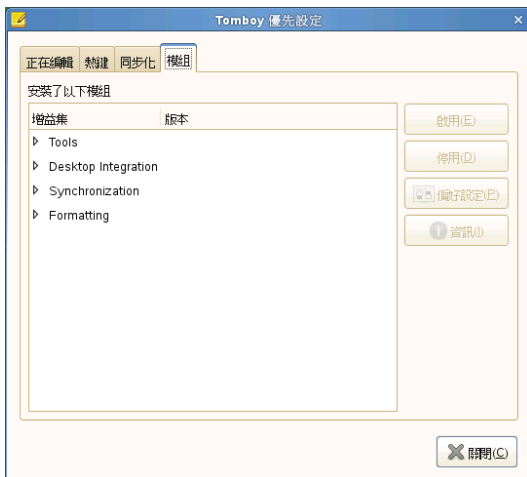 Tomboy 優先設定
正在編輯 熱鍵 同步化 模組
安裝了以下模組
增益集 版本
Tools
Desktop Integration
Synchronization
Formatting
啟用(E)
停用(D)
偏好設定(P)
資訊(I)
關閉(C)